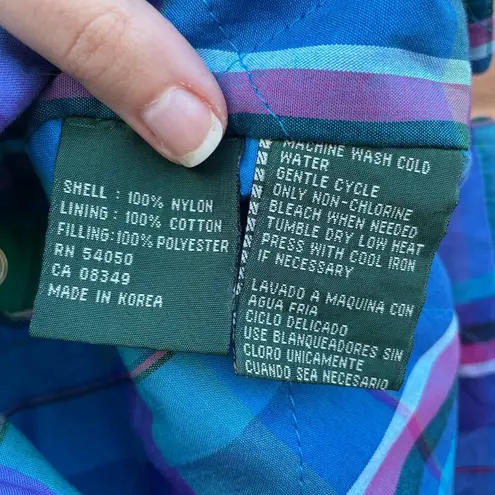 SHELL : 100% NYLON
LINING : 100% COTTON
FILLING:100% POLYESTER
RN 54050
CA 08349
MADE IN KOREA
MACHINE WASH COLD
WATER
GENTLE CYCLE
ONLY NON-CHLORINE
BLEACH WHEN NEEDED
TUMBLE DRY LOW HEAT
PRESS WITH COOL IRON
IF NECESSARY
LAVADO A MAQUINA CON
AGUA FRIA
CICLO DELICADO
USE BLANQUEADORES SIN
CLORO UNICAMENTE
CUANDO SEA NECESARIO